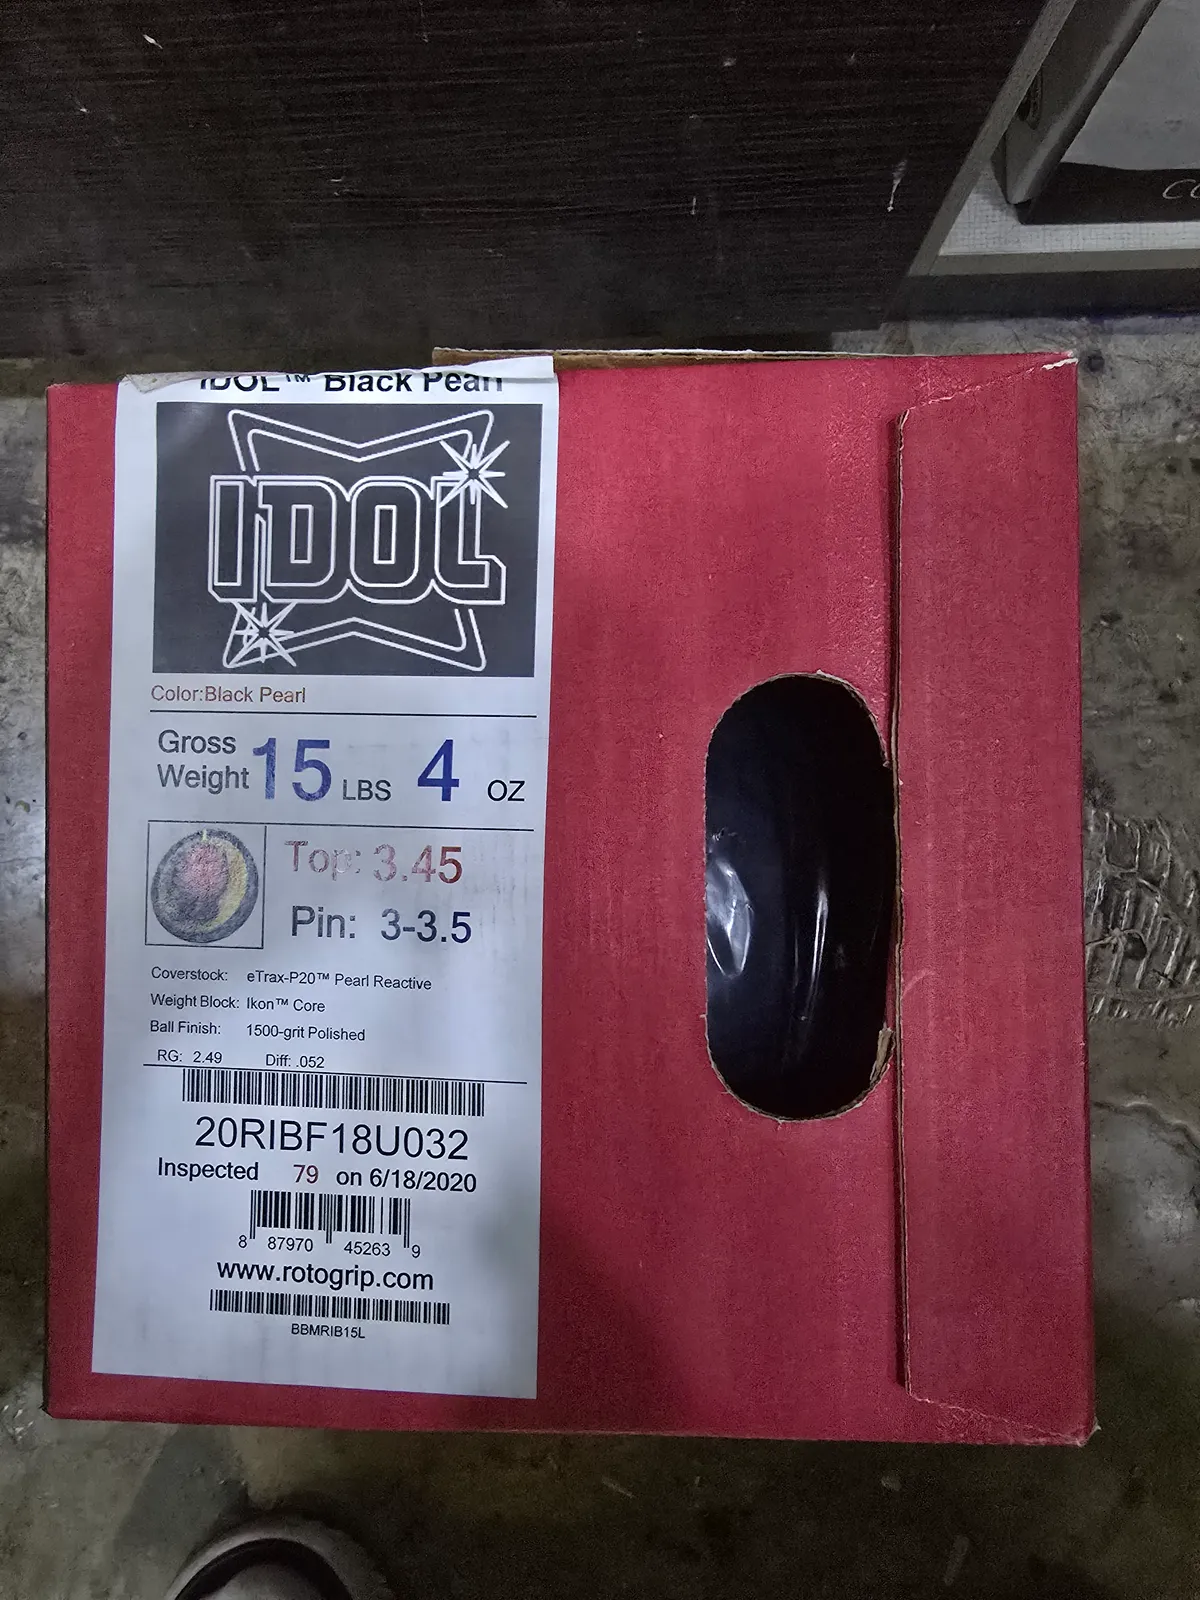 IDOL™ Black Pearl
IDOL
Color:Black Pearl
Gross Weight 15 LBS 4 OZ
Top: 3.45
Pin: 3-3.5
Coverstock: eTrax-P20™ Pearl Reactive
Weight Block: Ikon™ Core
Ball Finish: 1500-grit Polished
RG: 2.49 Diff: .052
20RIBF18U032
Inspected 79 on 6/18/2020
8 87970 45263 9
www.rotogrip.com
BBMRIB15L